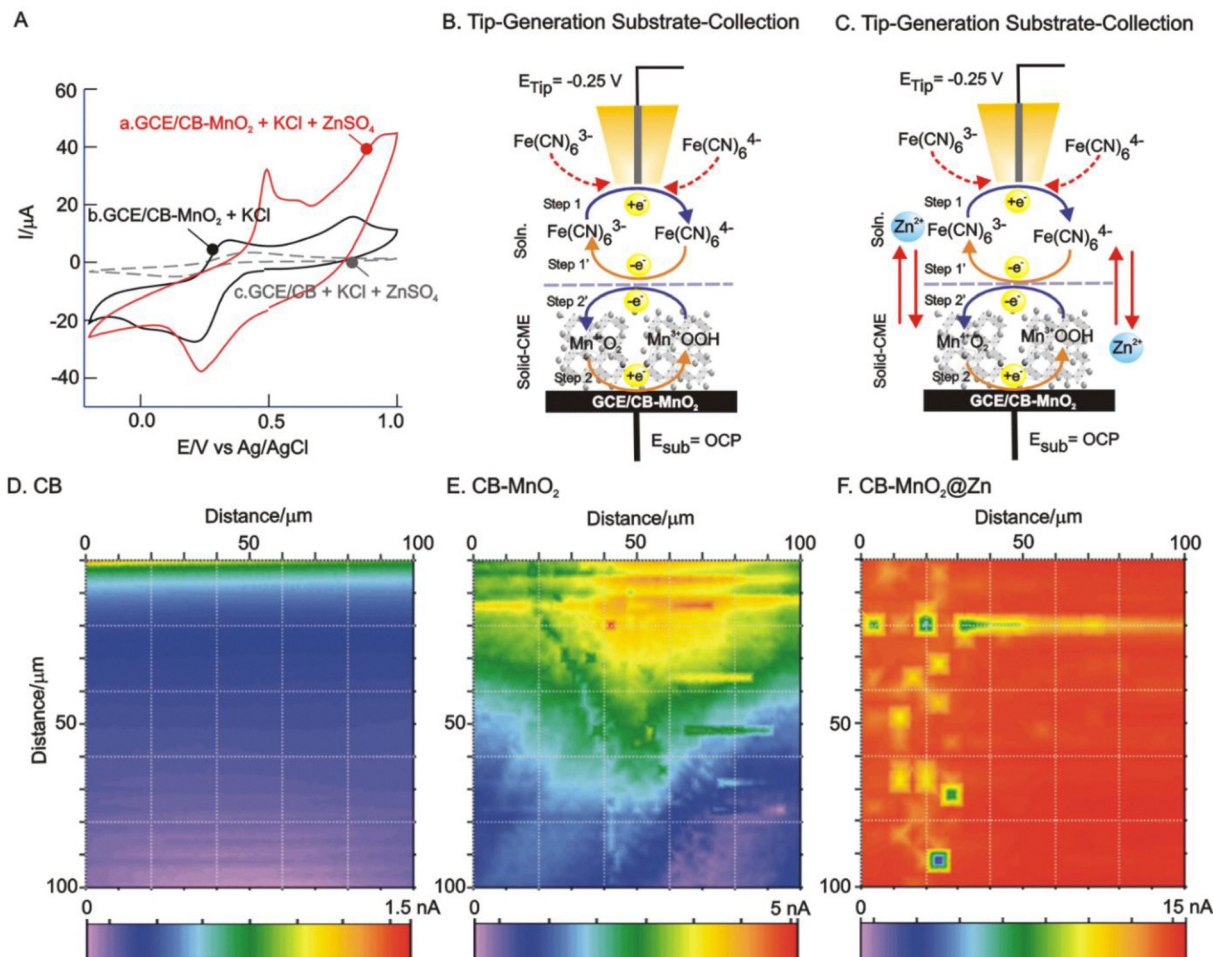 A
B. Tip-Generation Substrate-Collection
C. Tip-Generation Substrate-Collection
60
40
20
0
-20
-40
I/µA
a.GCE/CB-MnO₂ + KCl + ZnSO₄
b.GCE/CB-MnO₂ + KCl
c.GCE/CB + KCl + ZnSO₄
0.0 0.5 1.0
E/V vs Ag/AgCl
E_Tip= -0.25 V
Fe(CN)₆³⁻ Fe(CN)₆⁴⁻
Step 1 +e⁻
Fe(CN)₆³⁻ Fe(CN)₆⁴⁻
Step 1' -e⁻
Step 2' -e⁻
Mn⁴⁺O₂ Mn³⁺OOH
Step 2 +e⁻
GCE/CB-MnO₂
E_sub= OCP
Soln.
Solid-CME
E_Tip= -0.25 V
Fe(CN)₆³⁻ Fe(CN)₆⁴⁻
Step 1 +e⁻
Zn²⁺ Fe(CN)₆³⁻ Fe(CN)₆⁴⁻
Step 1' -e⁻
Step 2' -e⁻
Mn⁴⁺O₂ Mn³⁺OOH Zn²⁺
Step 2 +e⁻
GCE/CB-MnO₂
E_sub= OCP
Soln.
Solid-CME
D. CB
Distance/µm
0 50 100
Distance/µm
50
100
0 1.5 nA
E. CB-MnO₂
Distance/µm
0 50 100
50
100
0 5 nA
F. CB-MnO₂@Zn
Distance/µm
0 50 100
50
100
0 15 nA